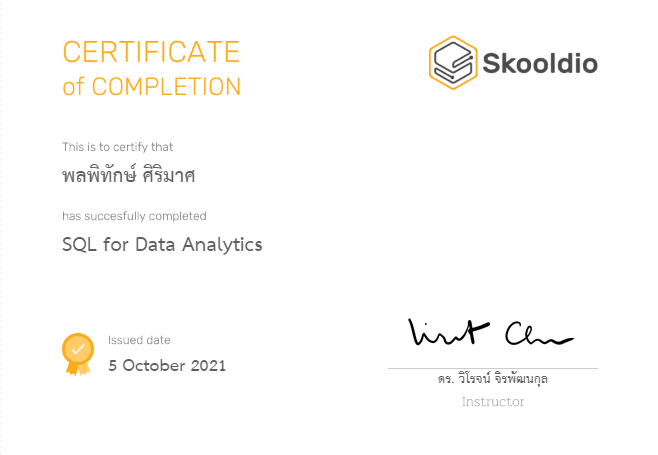 CERTIFICATE
of COMPLETION
Skooldio
This is to certify that
พลพิทักษ์ ศิริมาศ
has succesfully completed
SQL for Data Analytics
Issued date
5 October 2021
ดร. วิโรจน์ จิรพัฒนกุล
Instructor